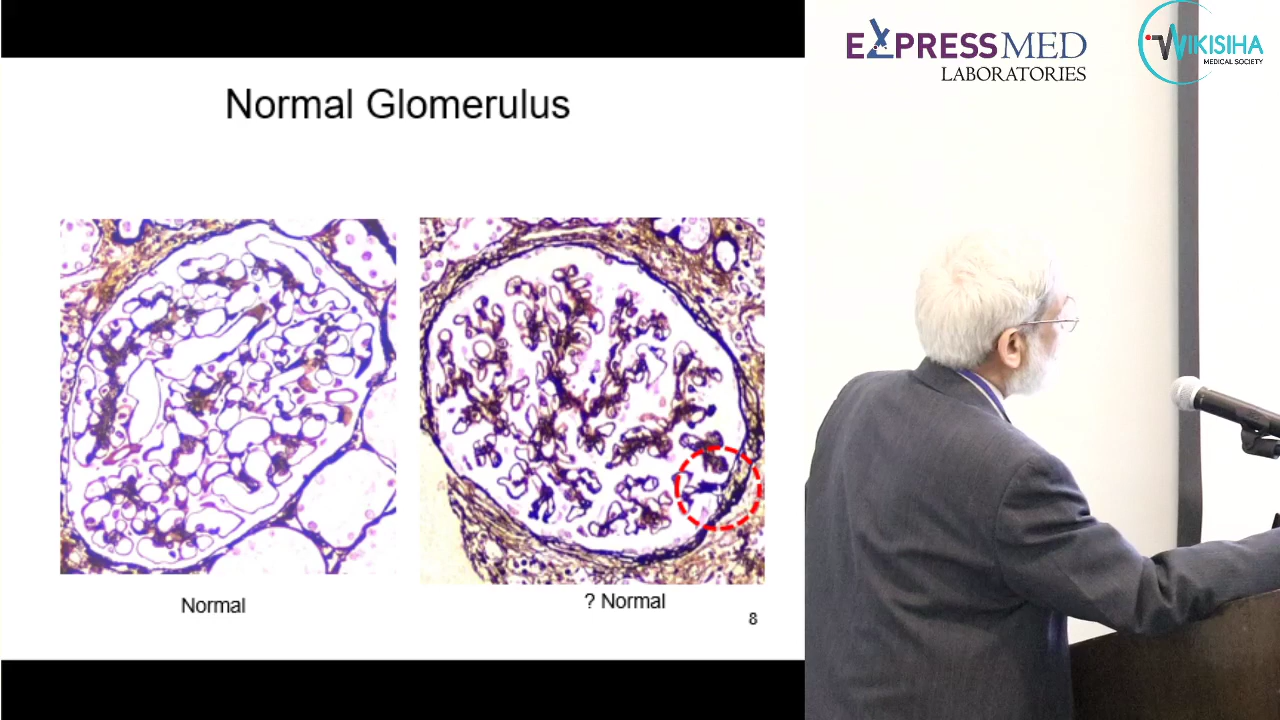 Normal Glomerulus
Normal
? Normal
8
EXPRESSMED
LABORATORIES
WIKISIHA
MEDICAL SOCIETY